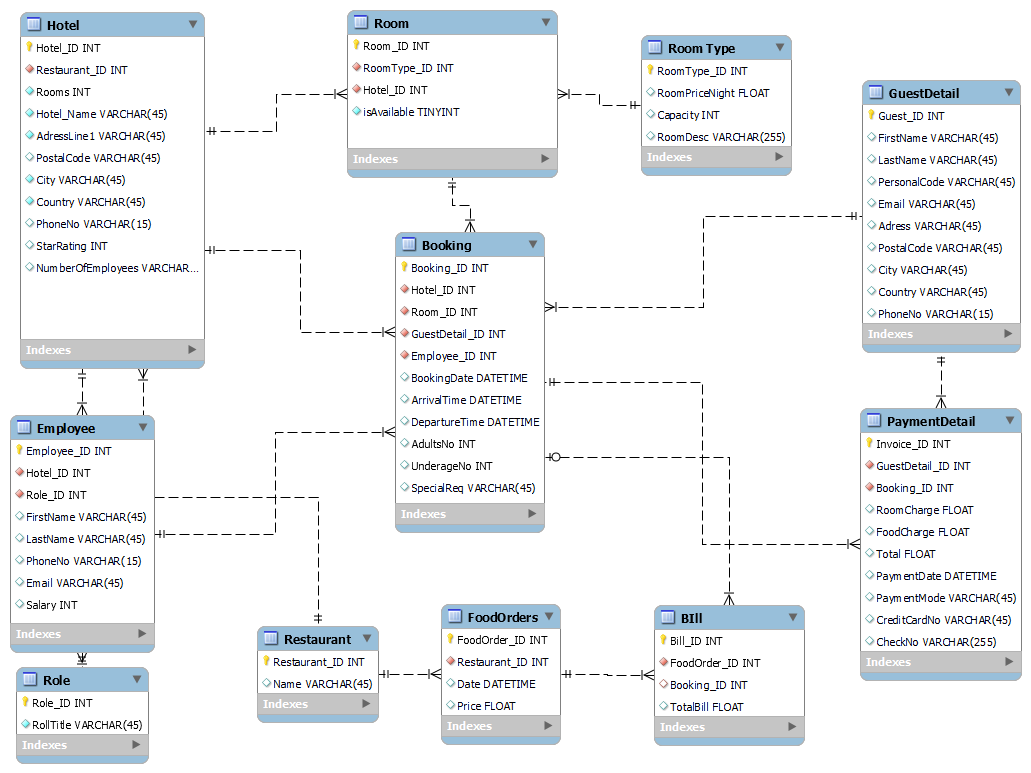 Hotel
Hotel_ID INT
Restaurant_ID INT
Rooms INT
Hotel_Name VARCHAR(45)
AdressLine1 VARCHAR(45)
PostalCode VARCHAR(45)
City VARCHAR(45)
Country VARCHAR(45)
PhoneNo VARCHAR(15)
StarRating INT
NumberOfEmployees VARCHAR...
Indexes
Room
Room_ID INT
RoomType_ID INT
Hotel_ID INT
isAvailable TINYINT
Indexes
Room Type
RoomType_ID INT
RoomPriceNight FLOAT
Capacity INT
RoomDesc VARCHAR(255)
Indexes
GuestDetail
Guest_ID INT
FirstName VARCHAR(45)
LastName VARCHAR(45)
PersonalCode VARCHAR(45)
Email VARCHAR(45)
Adress VARCHAR(45)
PostalCode VARCHAR(45)
City VARCHAR(45)
Country VARCHAR(45)
PhoneNo VARCHAR(15)
Indexes
Booking
Booking_ID INT
Hotel_ID INT
Room_ID INT
GuestDetail_ID INT
Employee_ID INT
BookingDate DATETIME
ArrivalTime DATETIME
DepartureTime DATETIME
AdultsNo INT
UnderageNo INT
SpecialReq VARCHAR(45)
Indexes
Employee
Employee_ID INT
Hotel_ID INT
Role_ID INT
FirstName VARCHAR(45)
LastName VARCHAR(45)
PhoneNo VARCHAR(15)
Email VARCHAR(45)
Salary INT
Indexes
PaymentDetail
Invoice_ID INT
GuestDetail_ID INT
Booking_ID INT
RoomCharge FLOAT
FoodCharge FLOAT
Total FLOAT
PaymentDate DATETIME
PaymentMode VARCHAR(45)
CreditCardNo VARCHAR(45)
CheckNo VARCHAR(255)
Indexes
Role
Role_ID INT
RollTitle VARCHAR(45)
Indexes
Restaurant
Restaurant_ID INT
Name VARCHAR(45)
Indexes
FoodOrders
FoodOrder_ID INT
Restaurant_ID INT
Date DATETIME
Price FLOAT
Indexes
BIll
Bill_ID INT
FoodOrder_ID INT
Booking_ID INT
TotalBill FLOAT
Indexes